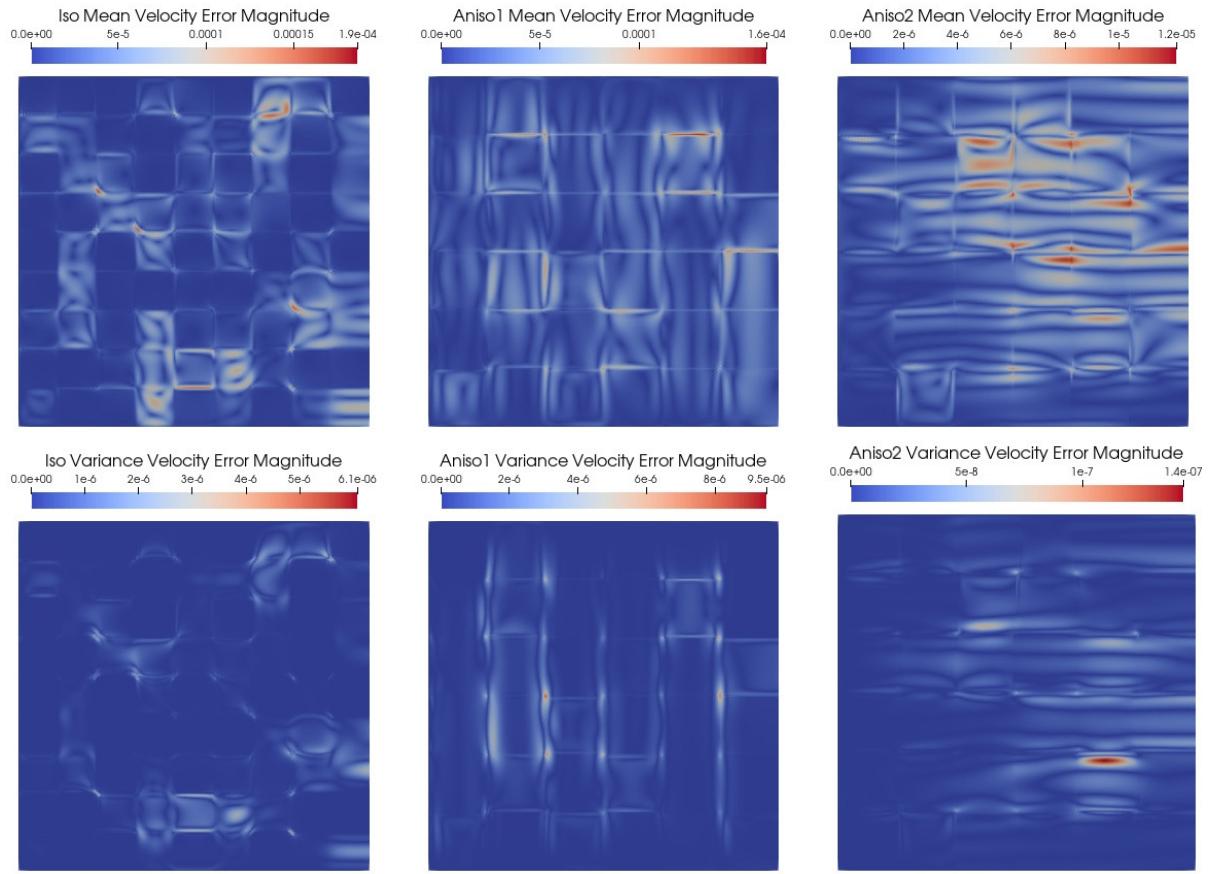 Iso Mean Velocity Error Magnitude
0.0e+00 5e-5 0.0001 0.00015 1.9e-04
Aniso1 Mean Velocity Error Magnitude
0.0e+00 5e-5 0.0001 1.6e-04
Aniso2 Mean Velocity Error Magnitude
0.0e+00 2e-6 4e-6 6e-6 8e-6 1e-5 1.2e-05
Iso Variance Velocity Error Magnitude
0.0e+00 1e-6 2e-6 3e-6 4e-6 5e-6 6.1e-06
Aniso1 Variance Velocity Error Magnitude
0.0e+00 2e-6 4e-6 6e-6 8e-6 9.5e-06
Aniso2 Variance Velocity Error Magnitude
0.0e+00 5e-8 1e-7 1.4e-07